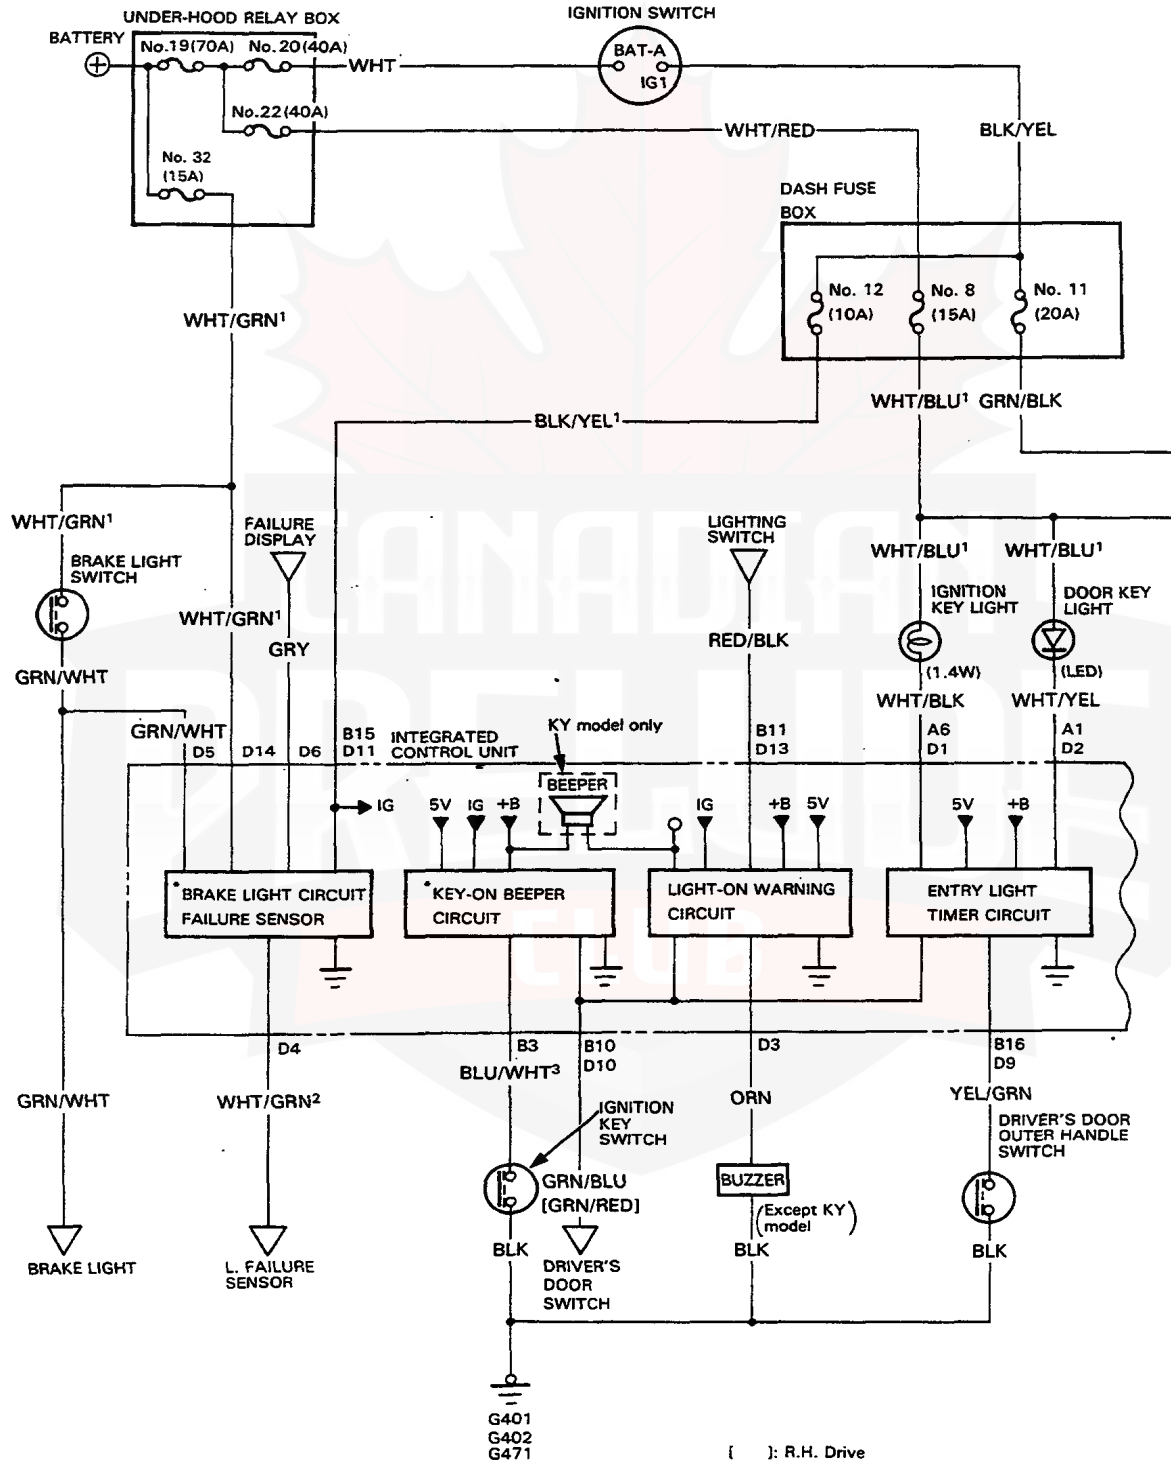 UNDER-HOOD RELAY BOX
IGNITION SWITCH
BATTERY
No.19(70A)
No.20(40A)
WHT
BAT-A
IG1
No.22(40A)
WHT/RED
BLK/YEL
No. 32
(15A)
DASH FUSE
BOX
No. 12
(10A)
No. 8
(15A)
No. 11
(20A)
WHT/GRN¹
WHT/BLU¹
GRN/BLK
BLK/YEL¹
CANADIAN
PRELUDE
CLUB
WHT/GRN¹
FAILURE
DISPLAY
LIGHTING
SWITCH
WHT/BLU¹
WHT/BLU¹
BRAKE LIGHT
SWITCH
IGNITION
KEY LIGHT
DOOR KEY
LIGHT
WHT/GRN¹
GRY
RED/BLK
(1.4W)
(LED)
GRN/WHT
WHT/BLK
WHT/YEL
GRN/WHT
D5
D14
D6
B15
D11
INTEGRATED
CONTROL UNIT
KY model only
B11
D13
A6
D1
A1
D2
BEEPER
IG
5V
IG
+B
IG
+B
5V
5V
+B
*BRAKE LIGHT CIRCUIT
FAILURE SENSOR
*KEY-ON BEEPER
CIRCUIT
LIGHT-ON WARNING
CIRCUIT
ENTRY LIGHT
TIMER CIRCUIT
D4
B3
B10
D10
D3
B16
D9
BLU/WHT³
YEL/GRN
GRN/WHT
WHT/GRN²
IGNITION
KEY
SWITCH
ORN
DRIVER'S DOOR
OUTER HANDLE
SWITCH
GRN/BLU
[GRN/RED]
BUZZER
(Except KY
model)
BLK
BLK
BLK
BRAKE LIGHT
L. FAILURE
SENSOR
DRIVER'S
DOOR
SWITCH
G401
G402
G471
[ ]: R.H. Drive